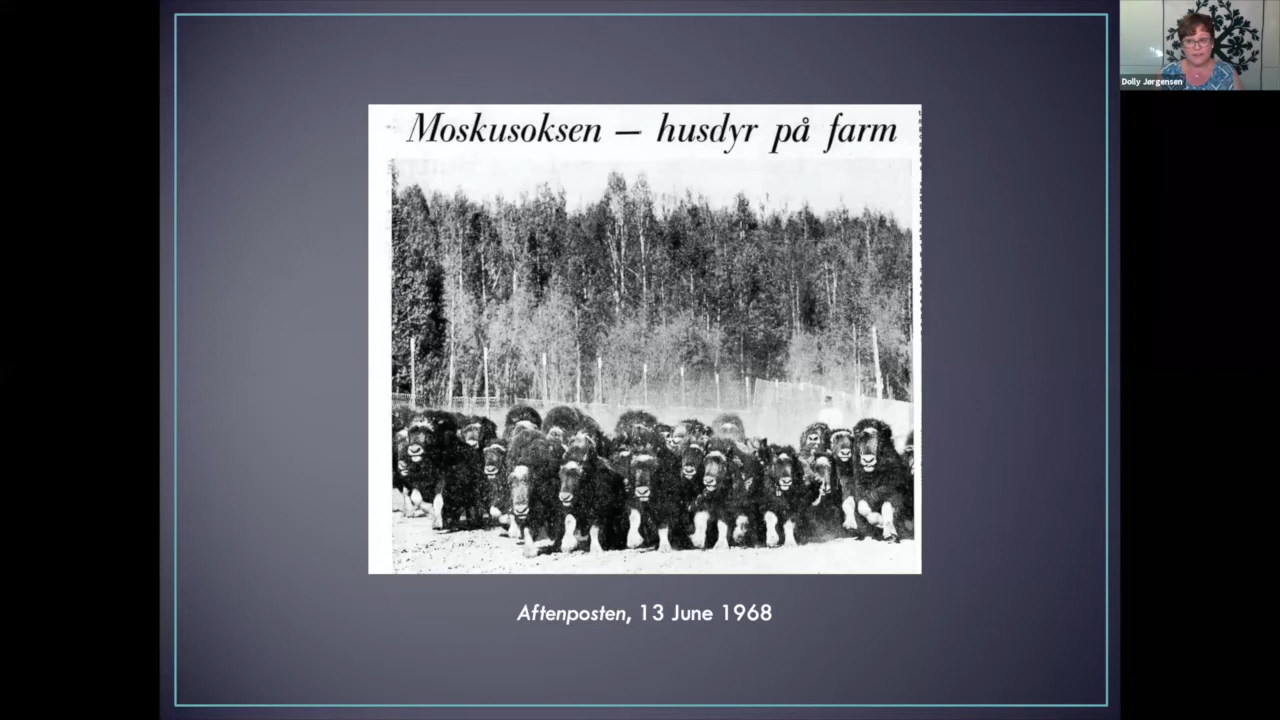 Moskusoksen — husdyr på farm
Aftenposten, 13 June 1968
Dolly Jørgensen